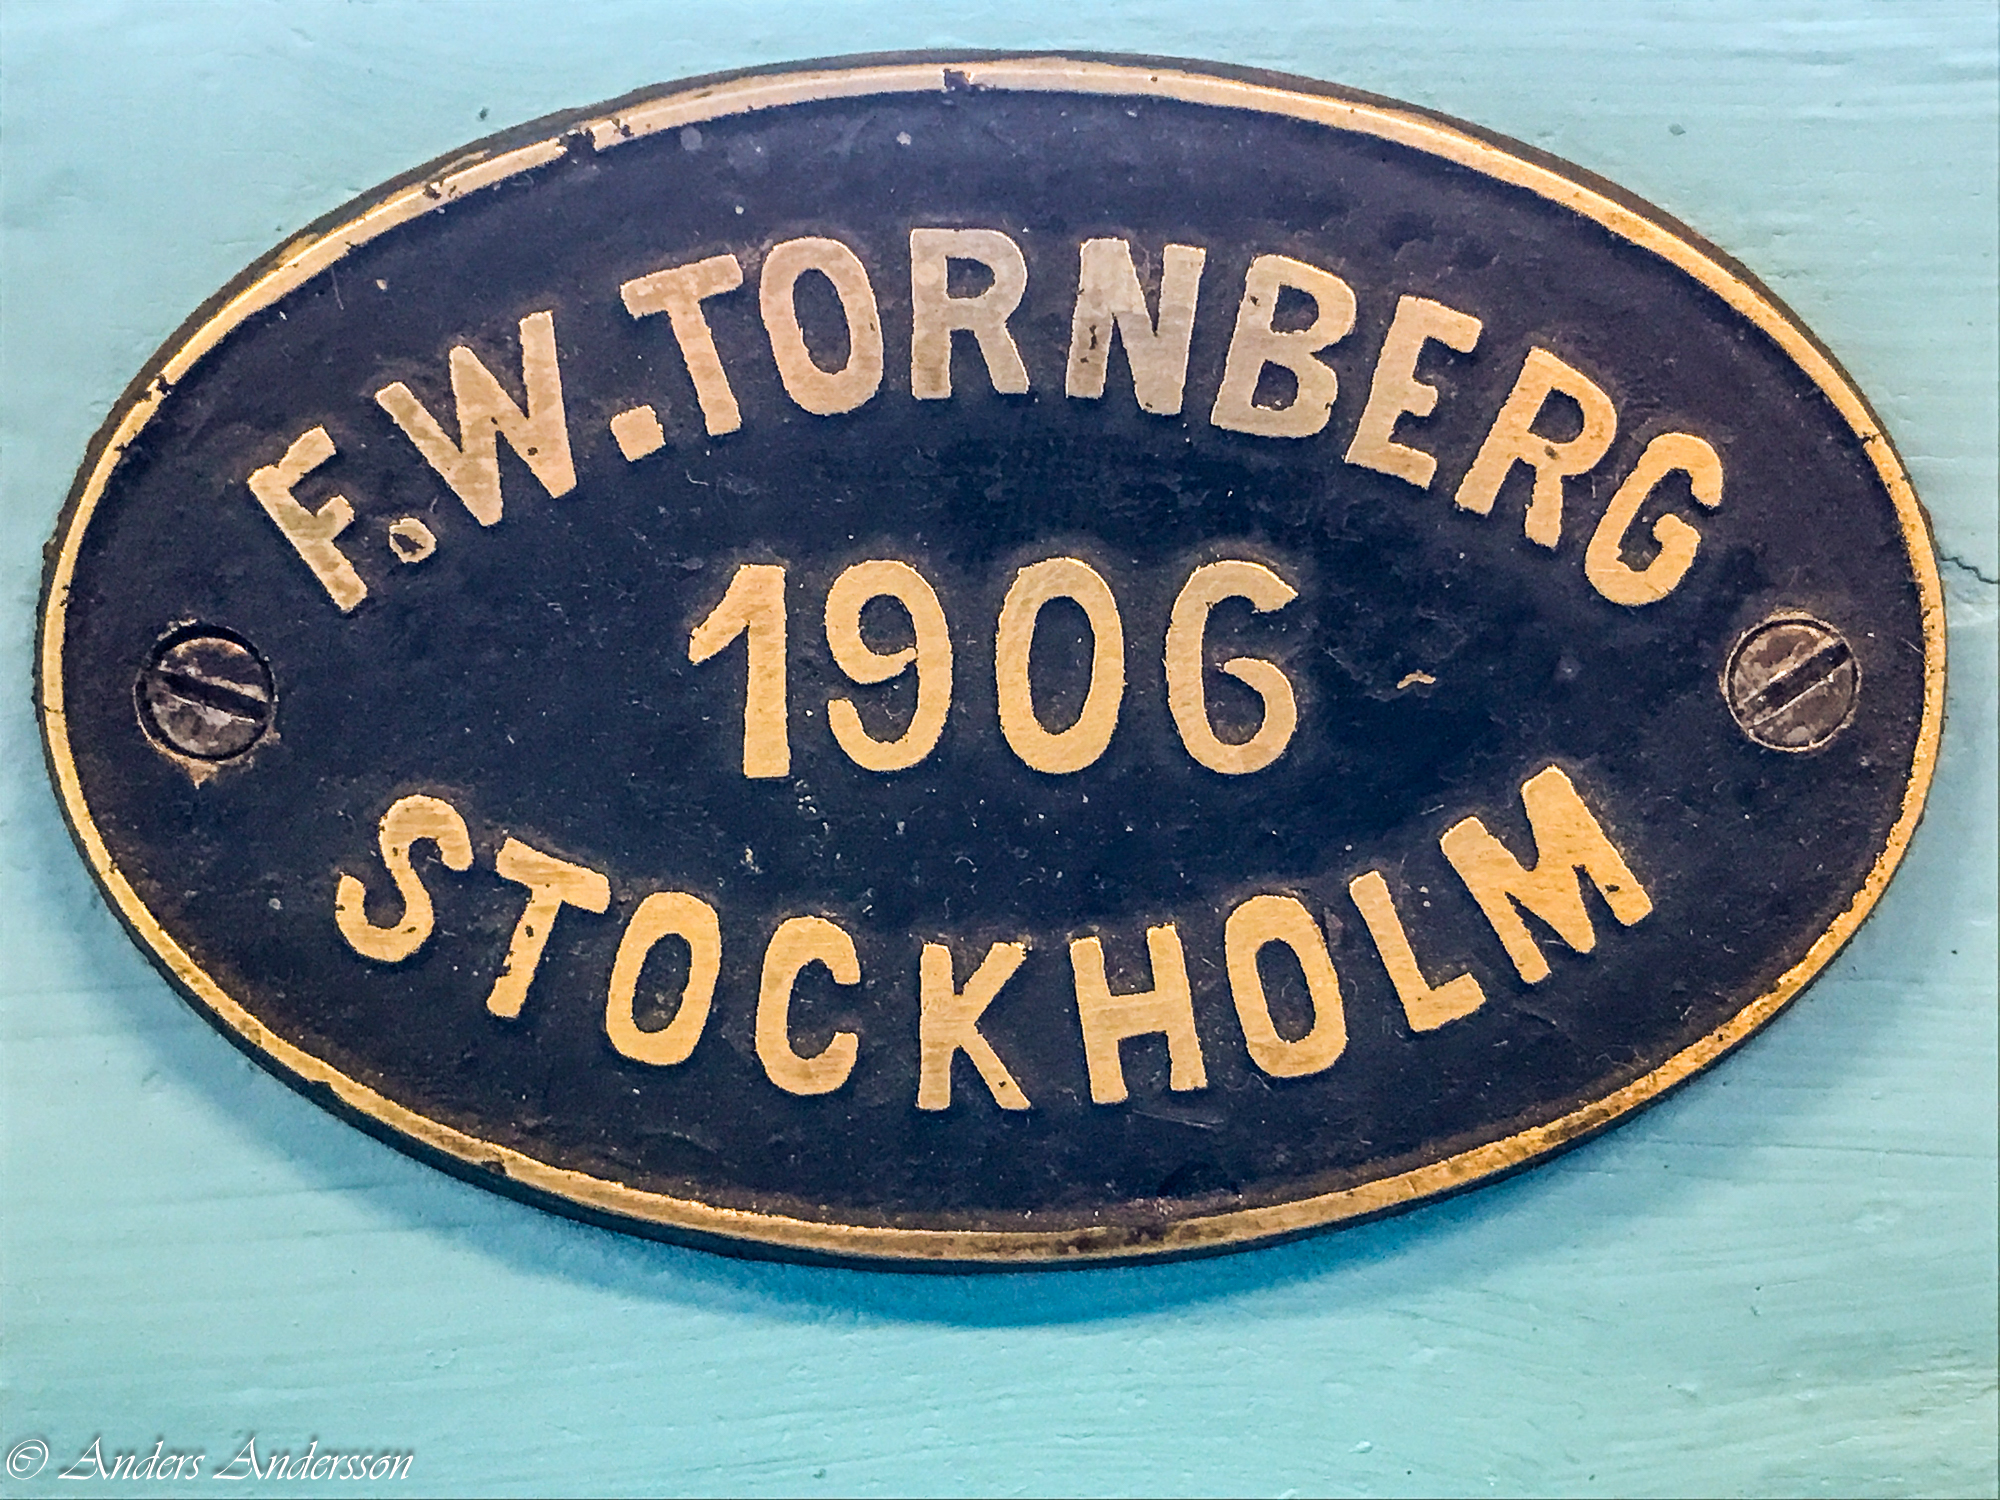 F.W.TORNBERG
1906
STOCKHOLM
© Anders Andersson